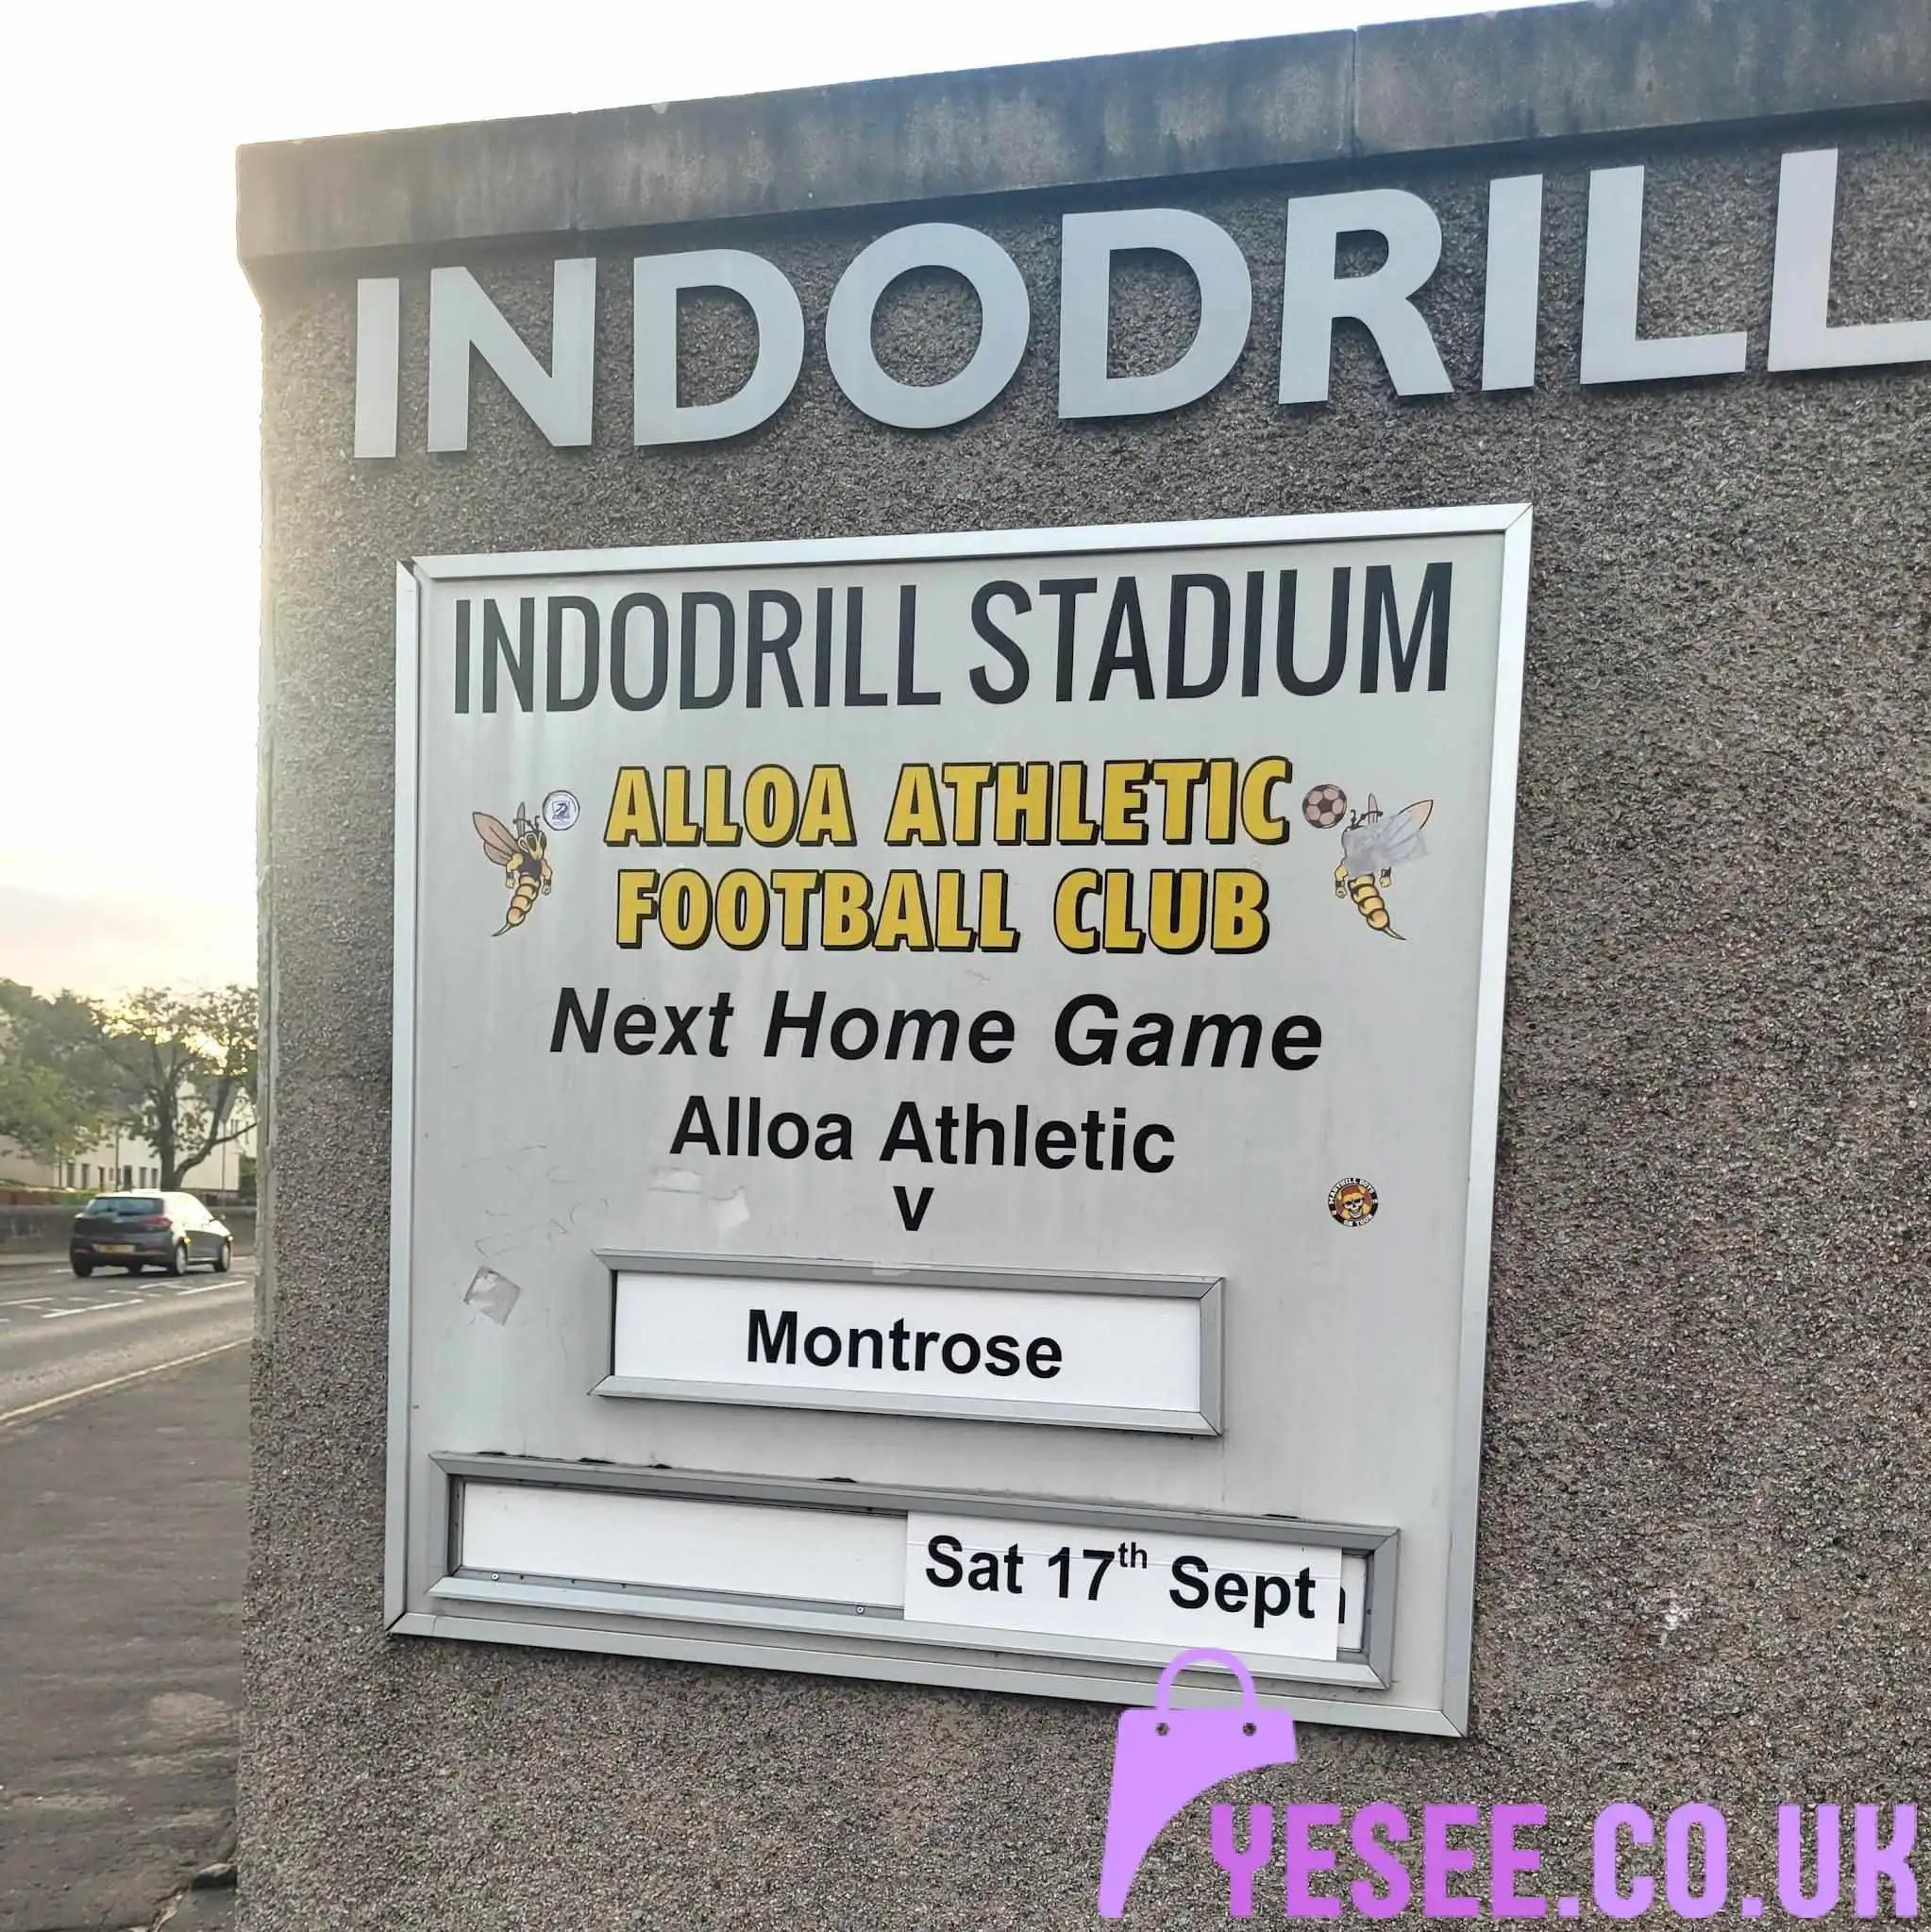 INDODRILL
INDODRILL STADIUM
ALLOA ATHLETIC
FOOTBALL CLUB
Next Home Game
Alloa Athletic
v
Montrose
Sat 17th Sept
YESEE.CO.UK